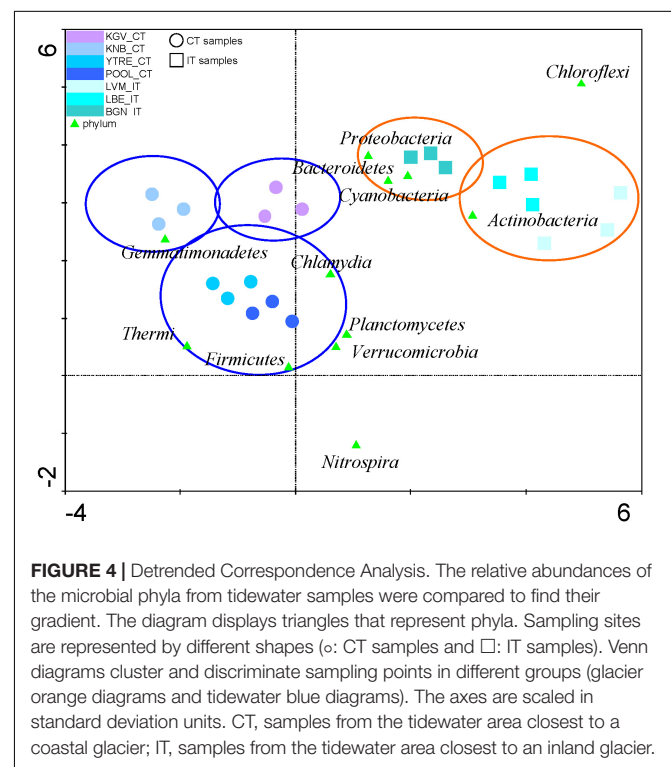 6
KGV_CT
KNB_CT
YTRE_CT
POOL_CT
LVM_IT
LBE_IT
BGN IT
phylum
CT samples
IT samples
Chloroflexi
Proteobacteria
Bacteroidetes
Cyanobacteria
Actinobacteria
Gemmatimonadetes
Chlamydia
Thermi
Planctomycetes
Firmicutes
Verrucomicrobia
Nitrospira
-2
-4
6
FIGURE 4 | Detrended Correspondence Analysis. The relative abundances of
the microbial phyla from tidewater samples were compared to find their
gradient. The diagram displays triangles that represent phyla. Sampling sites
are represented by different shapes (o: CT samples and □: IT samples). Venn
diagrams cluster and discriminate sampling points in different groups (glacier
orange diagrams and tidewater blue diagrams). The axes are scaled in
standard deviation units. CT, samples from the tidewater area closest to a
coastal glacier; IT, samples from the tidewater area closest to an inland glacier.